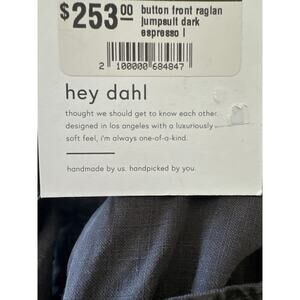 $253.00 button front raglan
jumpsuit dark
espresso l
2 100000 684847
hey dahl
thought we should get to know each other.
designed in los angeles with a luxuriously
soft feel, i'm always one-of-a-kind.
handmade by us. handpicked by you.